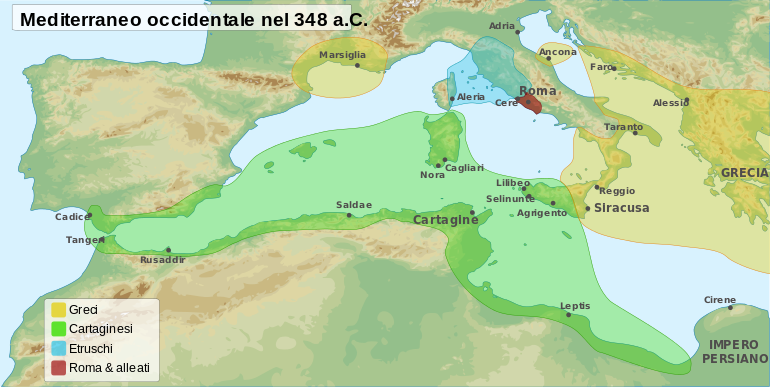 Mediterraneo occidentale nel 348 a.C.
Adria
Marsiglia
Ancona
Faro
Aleria
Roma
Cere
Alessio
Taranto
Nora
Cagliari
GRECIA
Lilibeo
Reggio
Selinunte
Siracusa
Agrigento
Saldae
Cartagine
Cadice
Tangeri
Rusaddir
Cirene
Leptis
Greci
Cartaginesi
Etruschi
Roma & alleati
IMPERO
PERSIANO